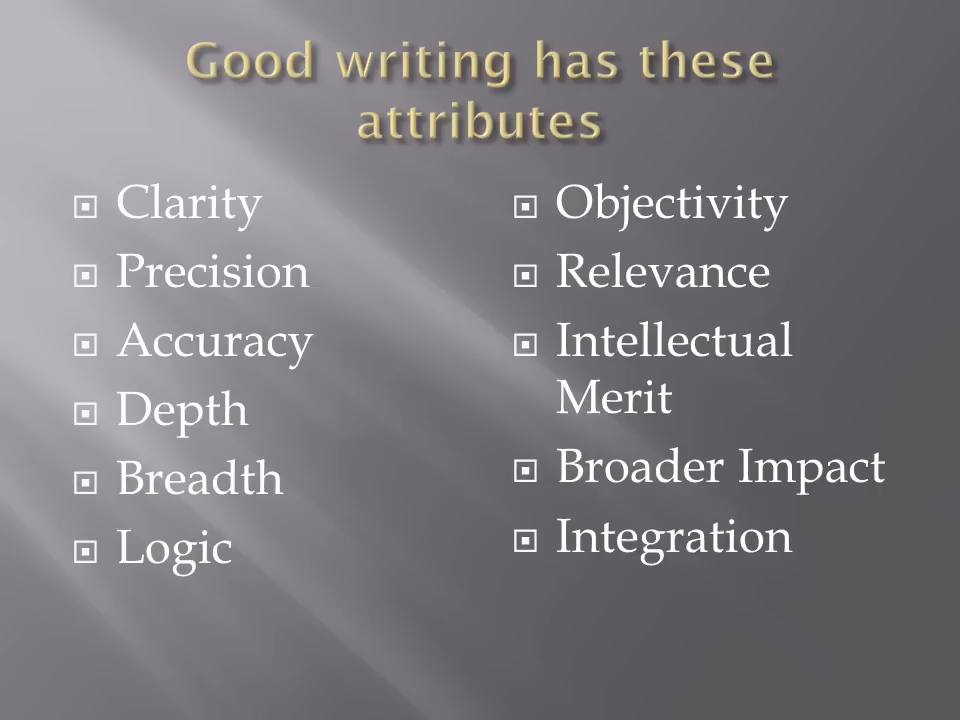 Good writing has these
attributes
Clarity
Precision
Accuracy
Depth
Breadth
Logic
Objectivity
Relevance
Intellectual
Merit
Broader Impact
Integration